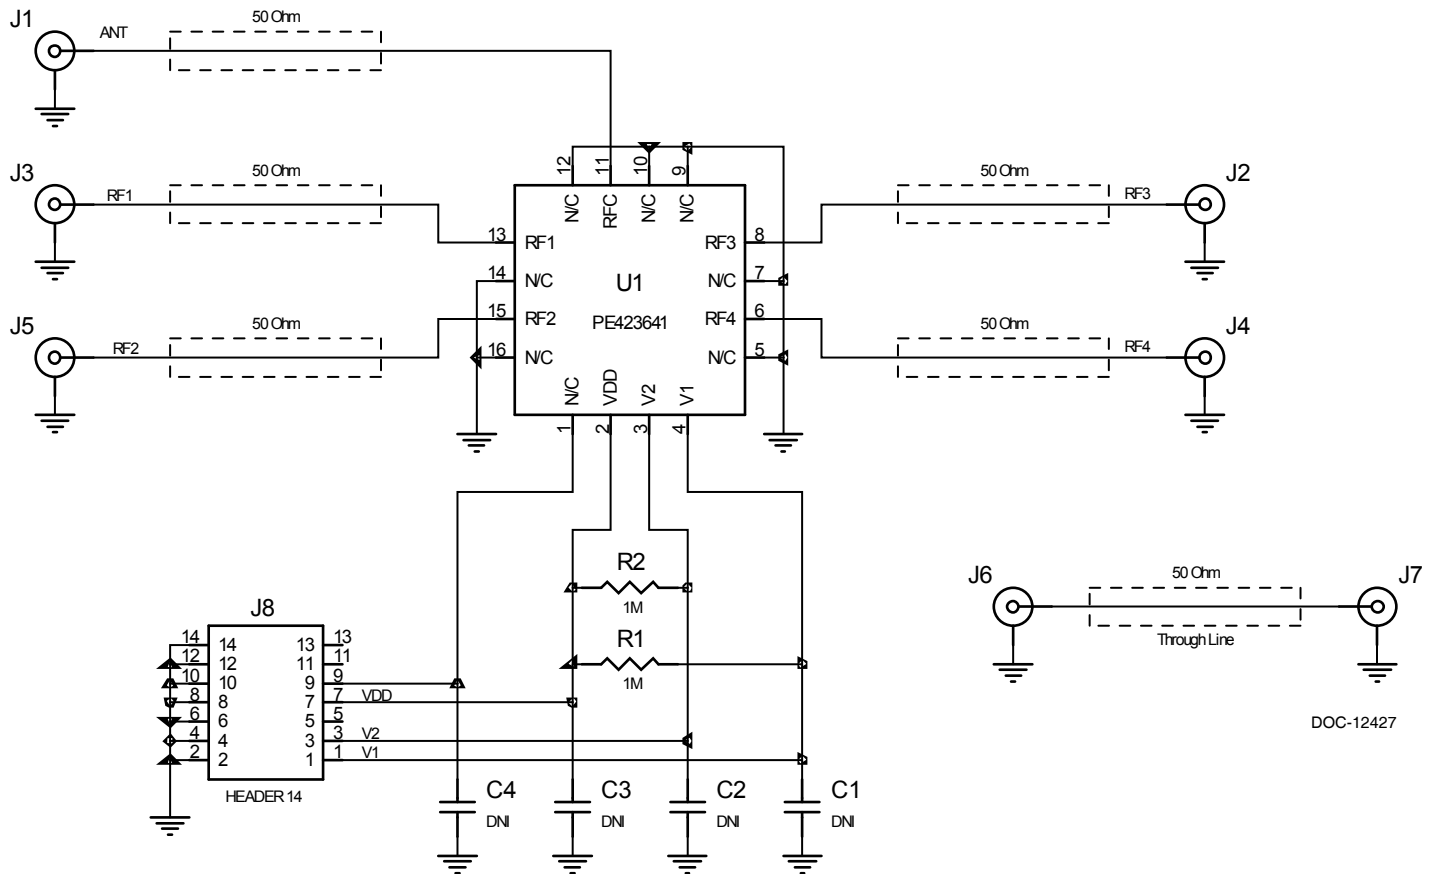 J1
ANT
50 Ohm
J3
RF1
50 Ohm
J5
RF2
50 Ohm
12
11
10
9
N/C
RFC
N/C
N/C
13
RF1
14
N/C
15
RF2
16
N/C
U1
PE423641
RF3
8
N/C
7
RF4
6
N/C
5
N/C
VDD
V2
V1
1
2
3
4
50 Ohm
RF3
J2
50 Ohm
RF4
J4
R2
1M
R1
1M
J8
14 14 13 13
12 12 11 11
10 10 9 9
8 8 7 7 VDD
6 6 5 5
4 4 3 3 V2
2 2 1 1 V1
HEADER 14
C4
DNI
C3
DNI
C2
DNI
C1
DNI
J6
50 Ohm
J7
Through Line
DOC-12427